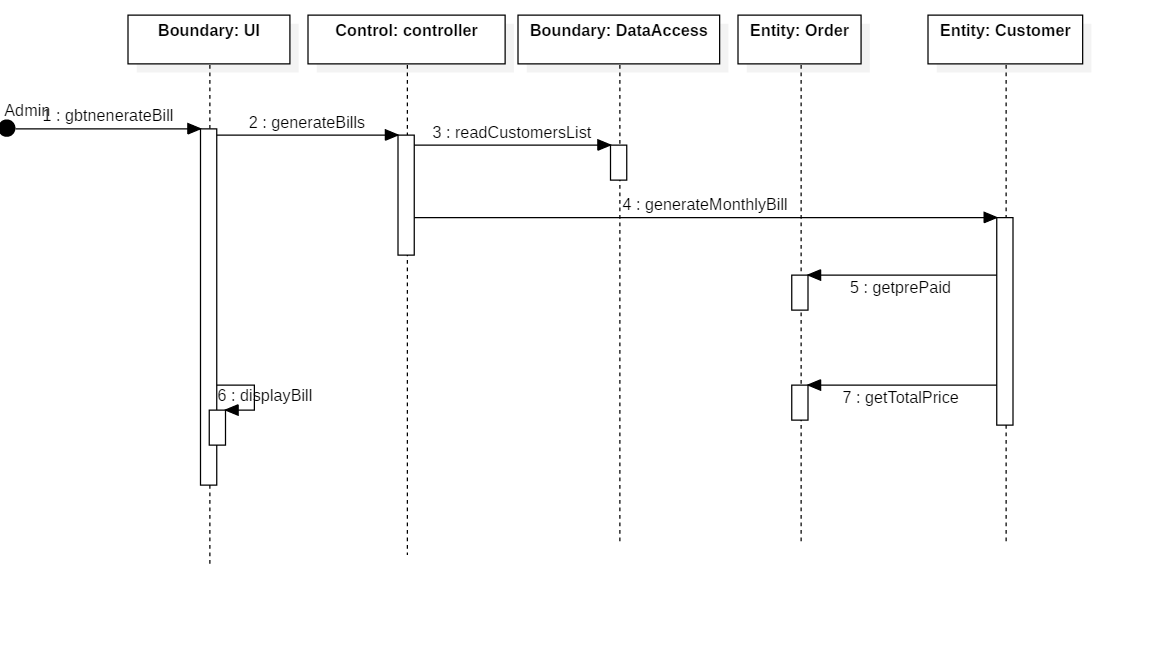 Boundary: UI
Control: controller
Boundary: DataAccess
Entity: Order
Entity: Customer
Admin
1 : gbtnenerateBill
2 : generateBills
3 : readCustomersList
4 : generateMonthlyBill
5 : getprePaid
6 : displayBill
7 : getTotalPrice